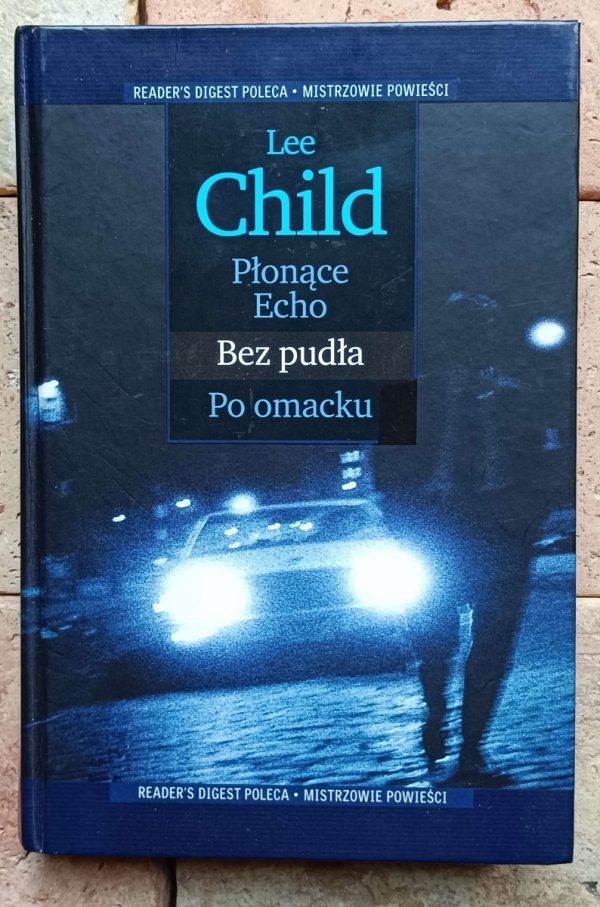 READER'S DIGEST POLECA • MISTRZOWIE POWIEŚCI
Lee
Child
Płonące
Echo
Bez pudła
Po omacku
READER'S DIGEST POLECA • MISTRZOWIE POWIEŚCI